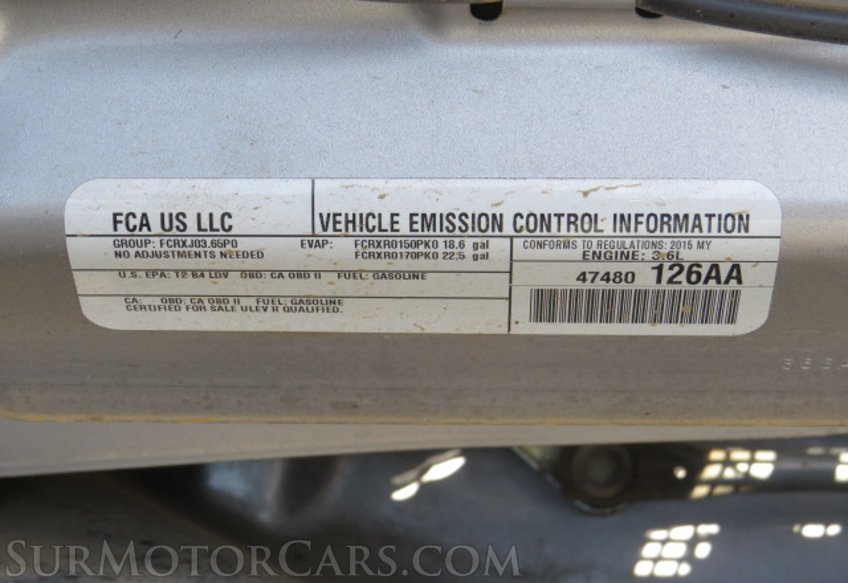 FCA US LLC
VEHICLE EMISSION CONTROL INFORMATION
GROUP: FCRXJ03.65P0
NO ADJUSTMENTS NEEDED
EVAP: FCRXR0150PK0 18.6 gal
FCRXR0170PK0 22.5 gal
CONFORMS TO REGULATIONS: 2015 MY
ENGINE: 3.6L
U.S. EPA: T2 B4 LDV OBD: CA OBD II FUEL: GASOLINE
47480 126AA
CA: OBD: CA OBD II FUEL: GASOLINE
CERTIFIED FOR SALE ULEV II QUALIFIED.
SURMOTORCARS.COM